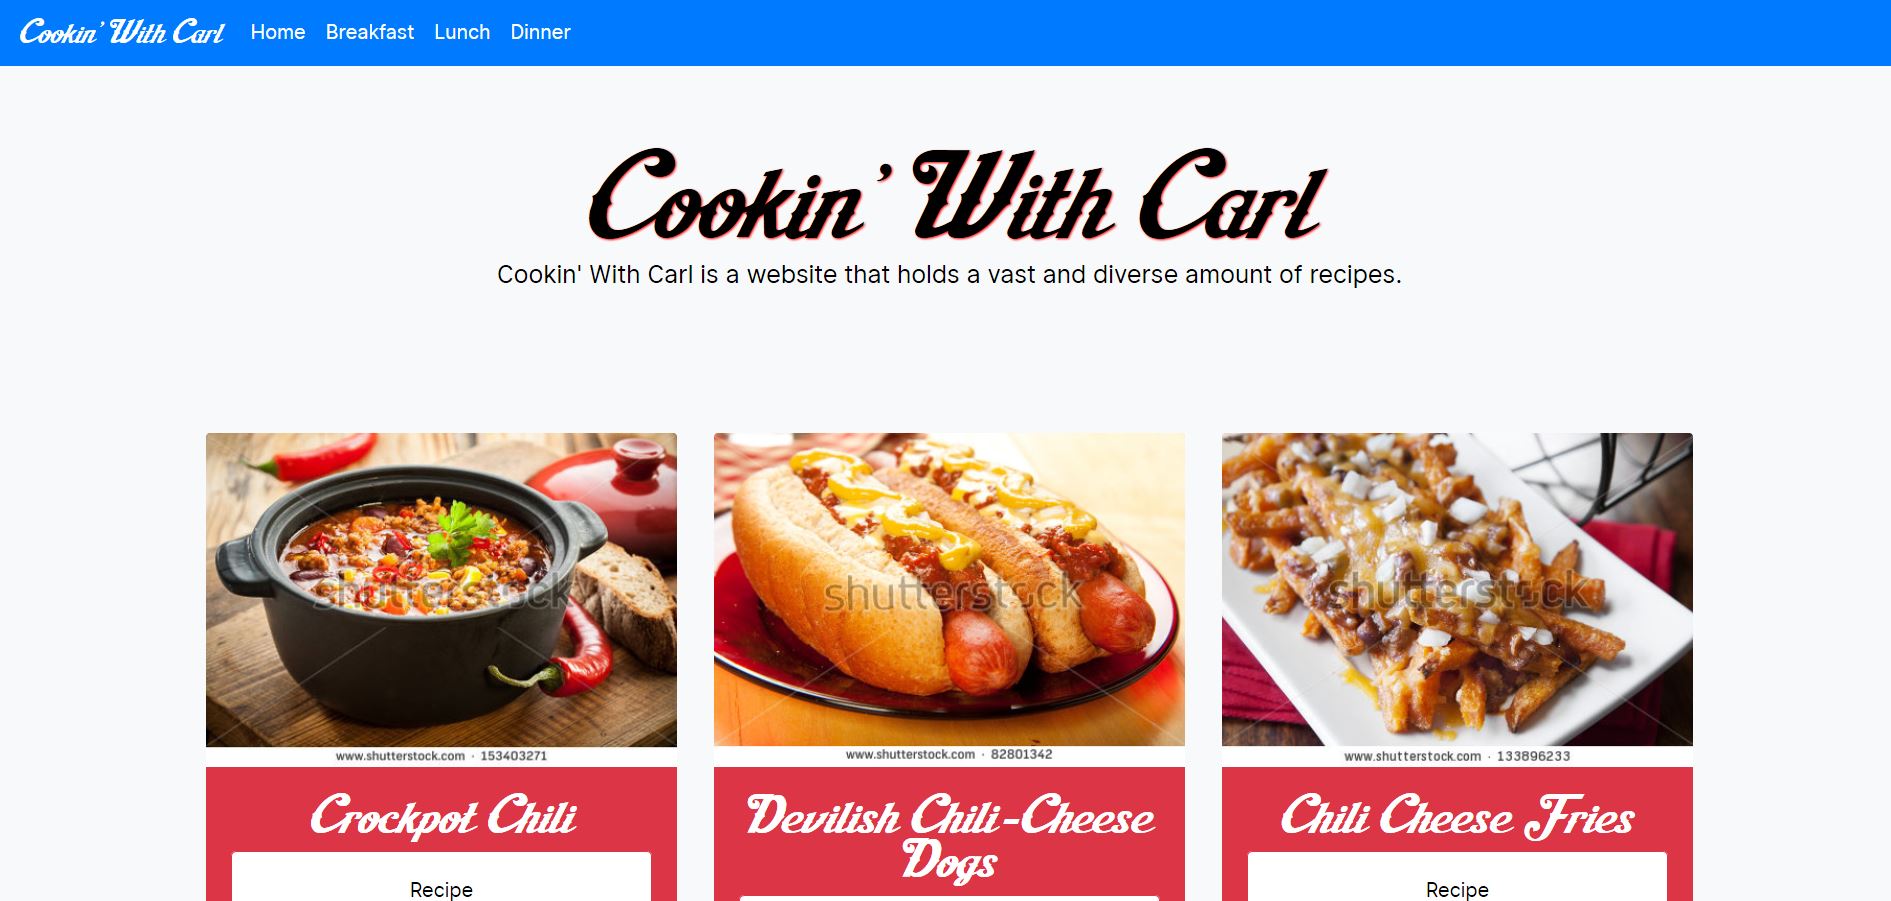 Cookin' With Carl Home Breakfast Lunch Dinner
Cookin' With Carl
Cookin' With Carl is a website that holds a vast and diverse amount of recipes.
shutterstock
www.shutterstock.com · 153403271
shutterstock
www.shutterstock.com · 82801342
shutterstock
www.shutterstock.com · 133896233
Crockpot Chili
Recipe
Devilish Chili-Cheese
Dogs
Chili Cheese Fries
Recipe